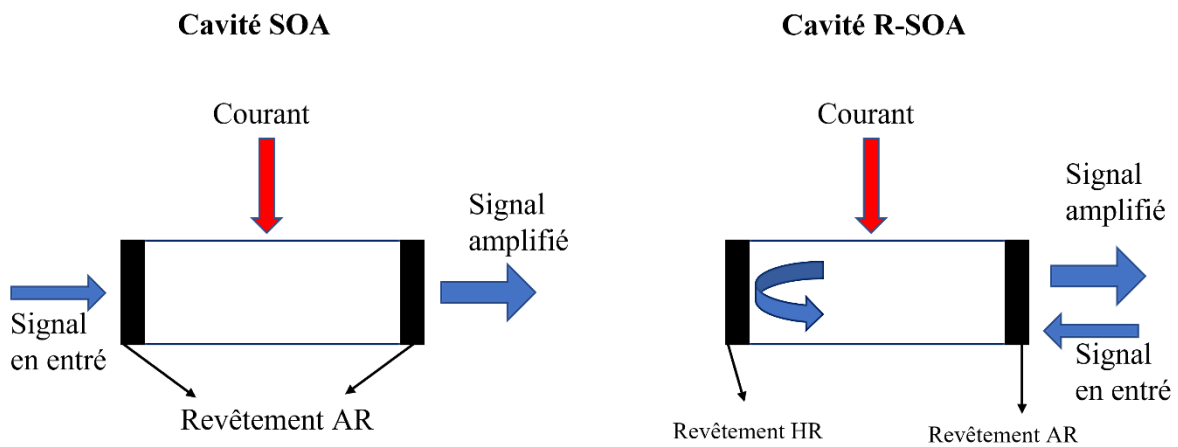 Cavité SOA
Courant
Signal
amplifié
Signal
en entré
Revêtement AR
Cavité R-SOA
Courant
Signal
amplifié
Signal
en entré
Revêtement HR
Revêtement AR